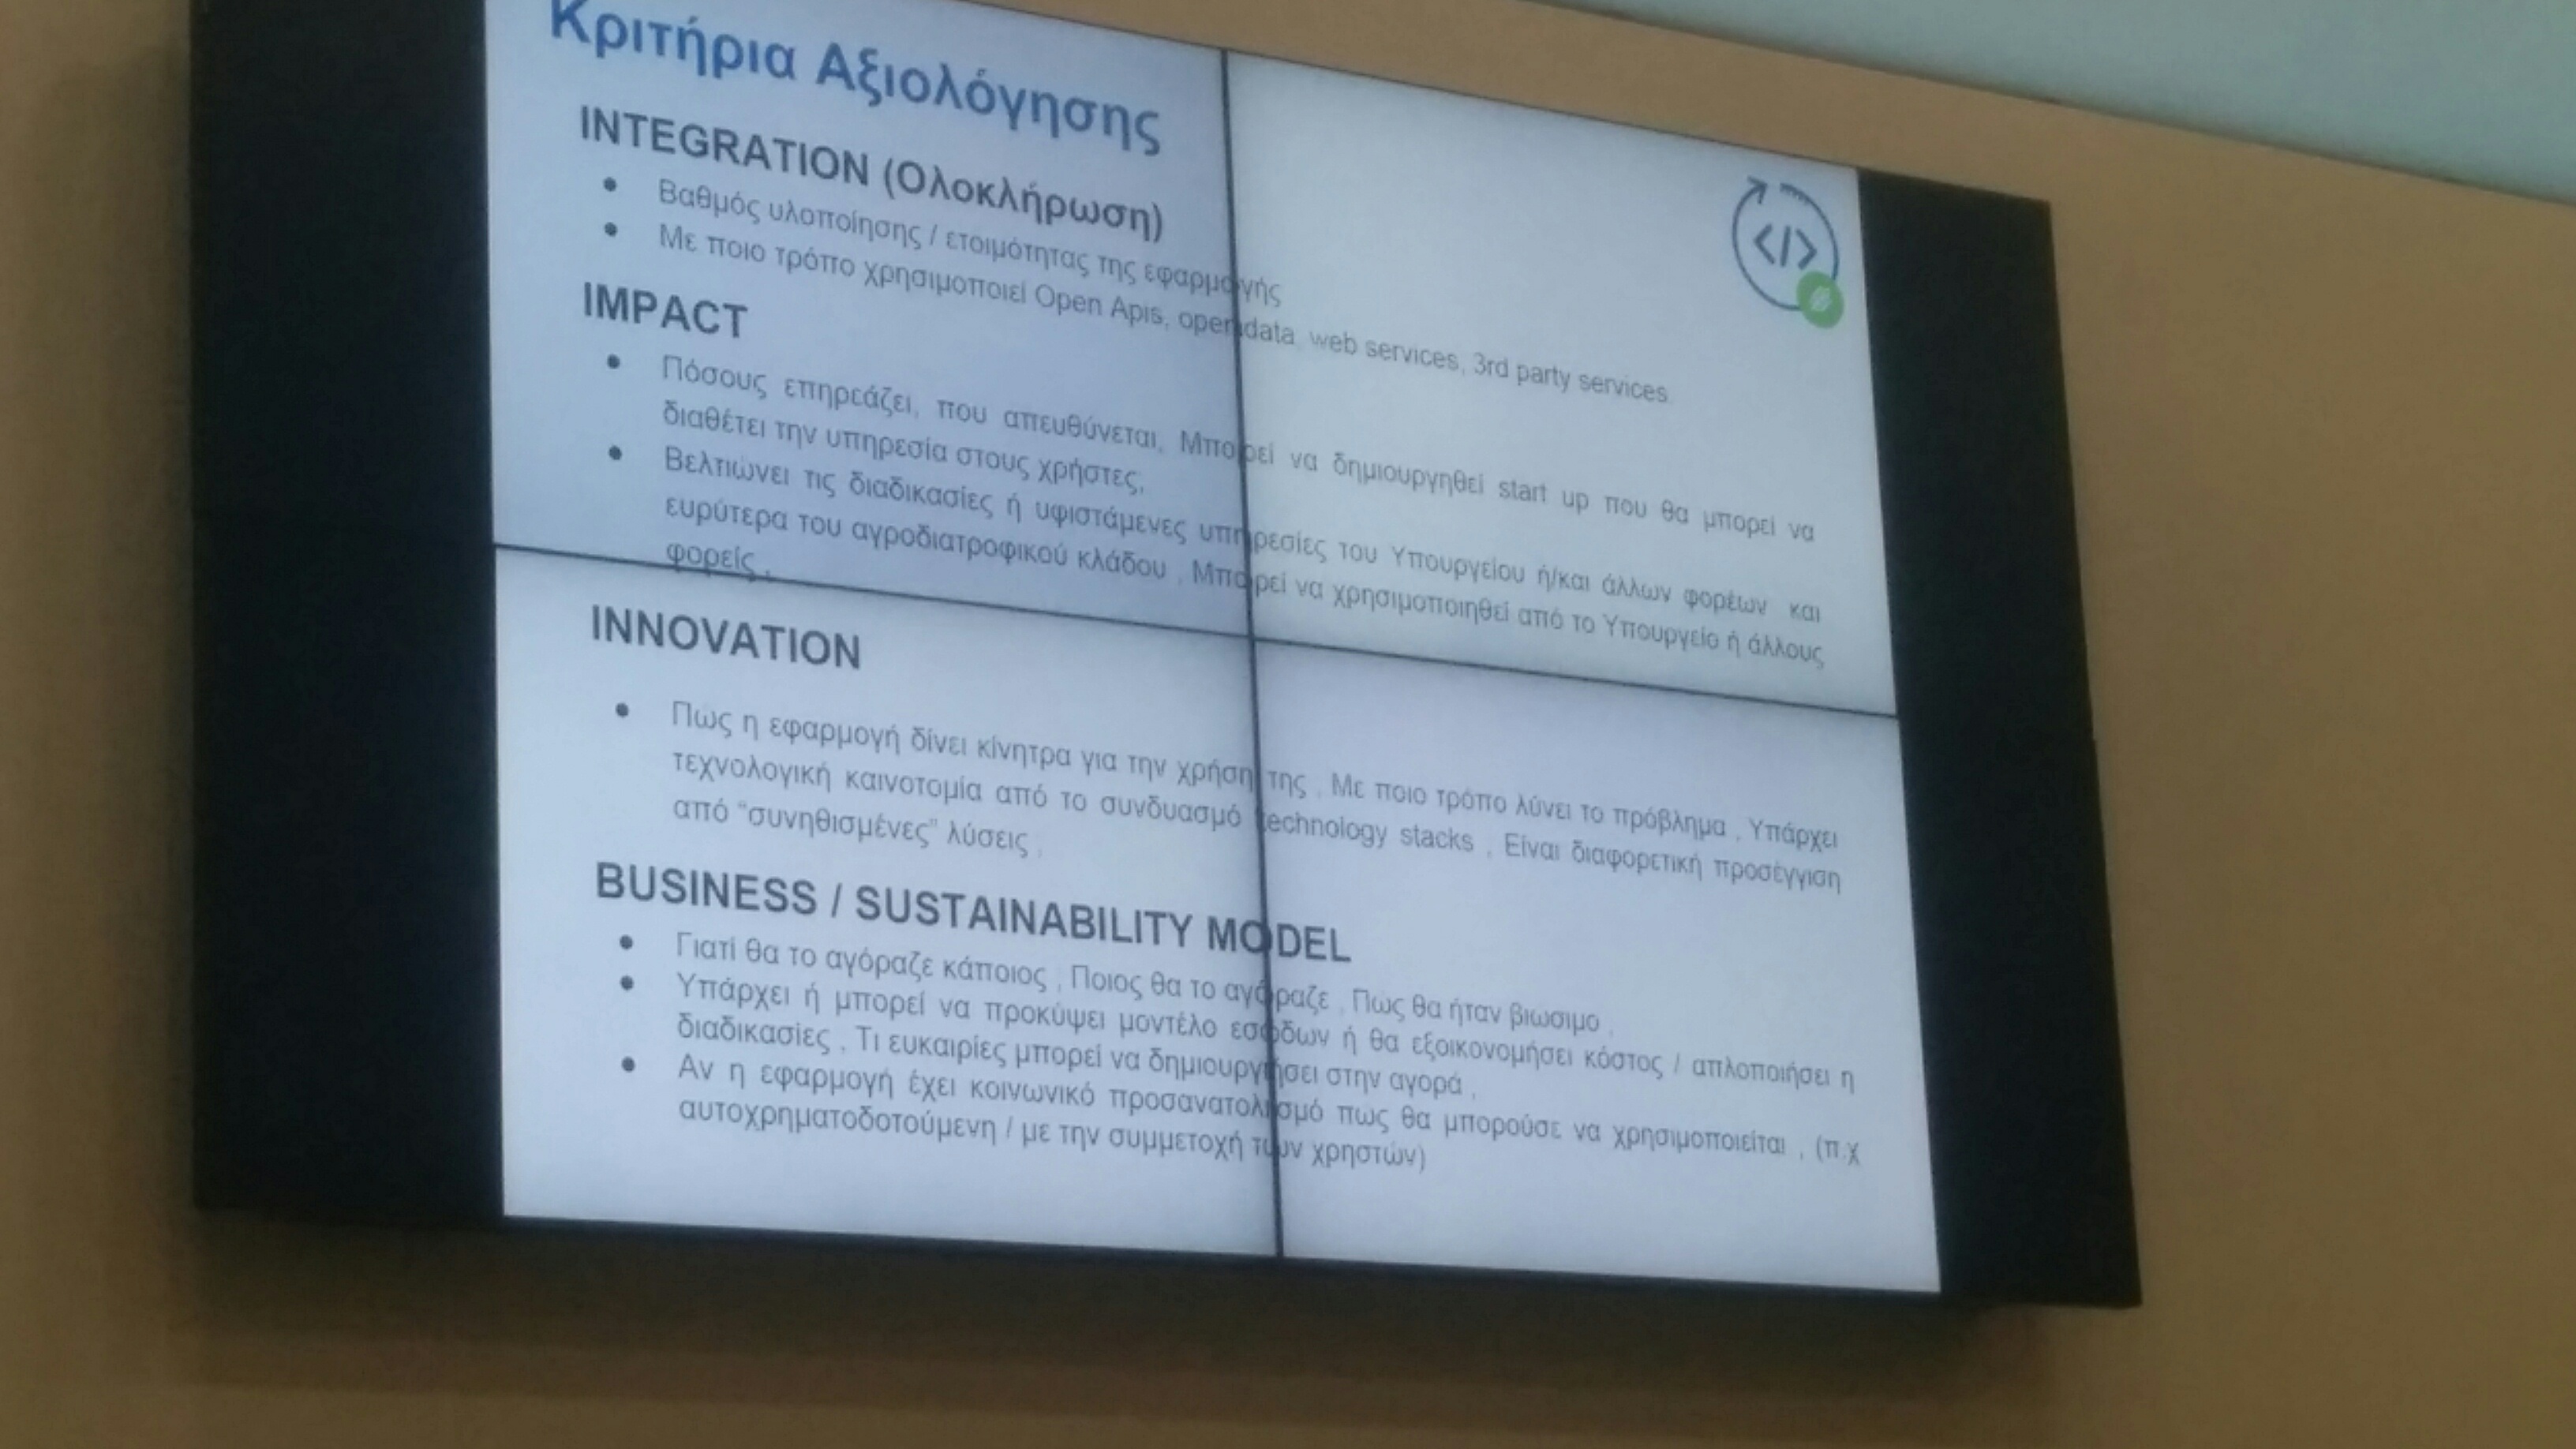 Κριτήρια Αξιολόγησης
INTEGRATION (Ολοκλήρωση)
• Βαθμός υλοποίησης / ετοιμότητας της εφαρμογής
• Με ποιο τρόπο χρησιμοποιεί Open Apis, open data, web services, 3rd party services.
IMPACT
• Πόσους επηρεάζει, που απευθύνεται, Μπορεί να δημιουργηθεί start up που θα μπορεί να
διαθέτει την υπηρεσία στους χρήστες,
• Βελτιώνει τις διαδικασίες ή υφιστάμενες υπηρεσίες του Υπουργείου ή/και άλλων φορέων και
ευρύτερα του αγροδιατροφικού κλάδου , Μπορεί να χρησιμοποιηθεί από το Υπουργείο ή άλλους
φορείς ,
INNOVATION
• Πως η εφαρμογή δίνει κίνητρα για την χρήση της , Με ποιο τρόπο λύνει το πρόβλημα , Υπάρχει
τεχνολογική καινοτομία από το συνδυασμό technology stacks , Είναι διαφορετική προσέγγιση
από “συνηθισμένες” λύσεις ,
BUSINESS / SUSTAINABILITY MODEL
• Γιατί θα το αγόραζε κάποιος , Ποιος θα το αγόραζε , Πως θα ήταν βιωσιμο ,
• Υπάρχει ή μπορεί να προκύψει μοντέλο εσόδων ή θα εξοικονομήσει κόστος / απλοποιήσει η
διαδικασίες , Τι ευκαιρίες μπορεί να δημιουργήσει στην αγορά ,
• Αν η εφαρμογή έχει κοινωνικό προσανατολισμό πως θα μπορούσε να χρησιμοποιείται , (π.χ
αυτοχρηματοδοτούμενη / με την συμμετοχή των χρηστών)